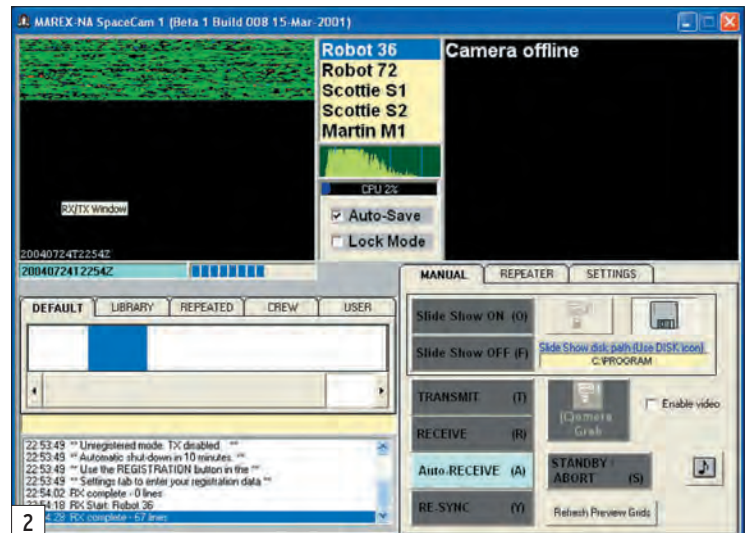 MAREX-NA SpaceCam 1 (Beta 1 Build 008 15-Mar-2001)
Robot 36
Robot 72
Scottie S1
Scottie S2
Martin M1
Camera offline
CPU 2%
RX/TX Window
Auto-Save
Lock Mode
20040724T2254Z
20040724T2254Z
MANUAL
REPEATER
SETTINGS
DEFAULT
LIBRARY
REPEATED
CREW
USER
Slide Show ON (O)
Slide Show OFF (F)
Slide Show disk path (Use DISK icon)
C:\PROGRAM
TRANSMIT (T)
RECEIVE (R)
Auto-RECEIVE (A)
RE-SYNC (Y)
(C)amera
Grab
Enable video
STANDBY /
ABORT (S)
Refresh Preview Grids
22:53:49 ** Unregistered mode. TX disabled. **
22:53:49 ** Automatic shut-down in 10 minutes. **
22:53:49 ** Use the REGISTRATION button in the **
22:53:49 ** Settings tab to enter your registration data **
22:54:02 RX complete - 0 lines
:54:18 RX Start: Robot 36
4:29 RX complete - 67 lines
2